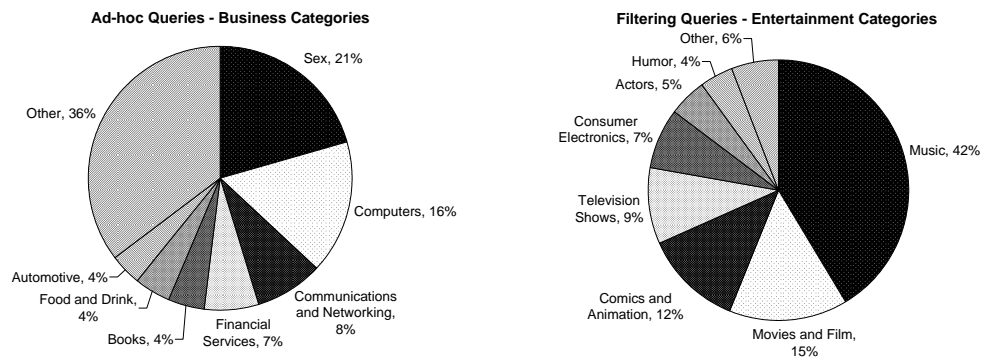 Ad-hoc Queries - Business Categories
Sex, 21%
Computers, 16%
Communications
and Networking,
8%
Financial
Services, 7%
Books, 4%
Food and Drink,
4%
Automotive, 4%
Other, 36%
Filtering Queries - Entertainment Categories
Music, 42%
Movies and Film,
15%
Comics and
Animation, 12%
Television
Shows, 9%
Consumer
Electronics, 7%
Actors, 5%
Humor, 4%
Other, 6%